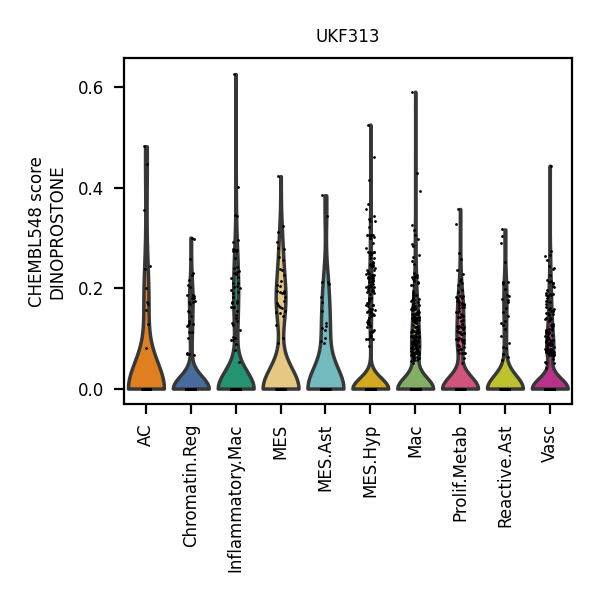 UKF313
CHEMBL548 score
DINOPROSTONE
0.6
0.4
0.2
0.0
AC
Chromatin.Reg
Inflammatory.Mac
MES
MES.Ast
MES.Hyp
Mac
Prolif.Metab
Reactive.Ast
Vasc